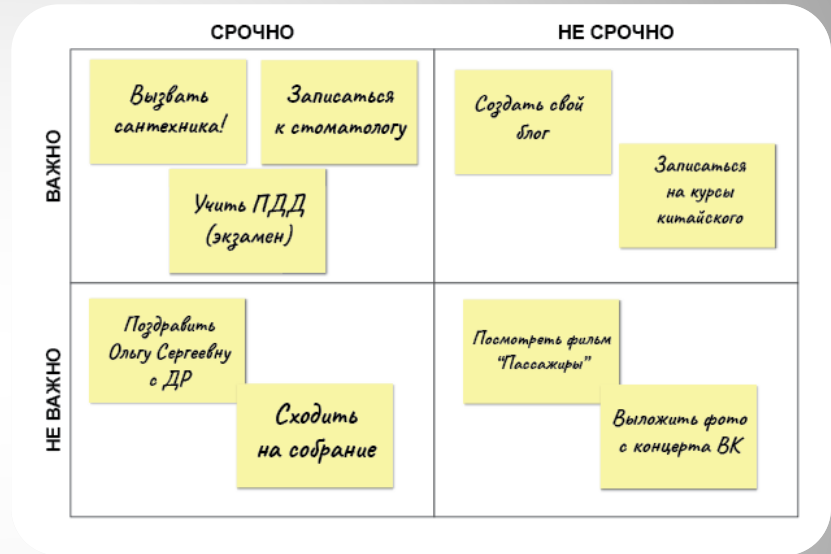 СРОЧНО
НЕ СРОЧНО
ВАЖНО
Вызвать
сантехника!
Записаться
к стоматологу
Учить ПДД
(экзамен)
Создать свой
блог
Записаться
на курсы
китайского
НЕ ВАЖНО
Поздравить
Ольгу Сергеевну
с ДР
Сходить
на собрание
Посмотреть фильм
"Пассажиры"
Выложить фото
с концерта ВК